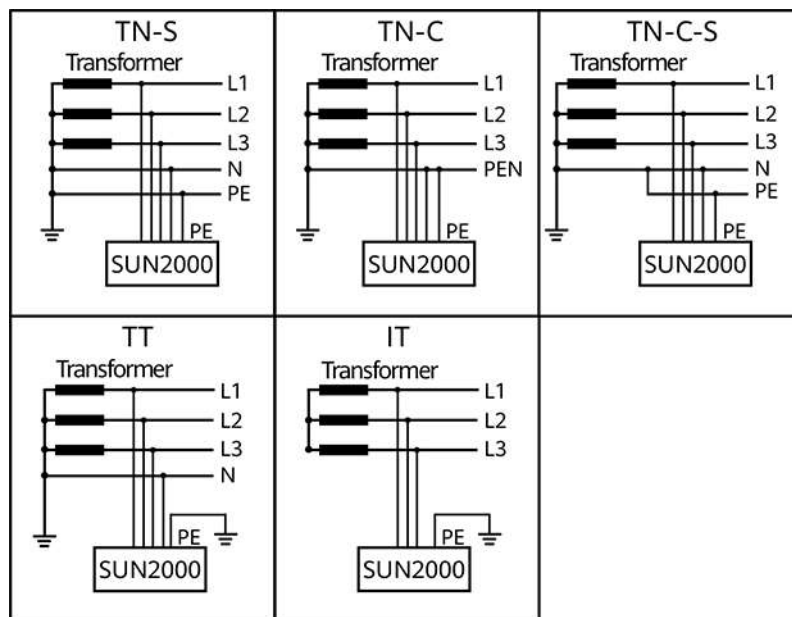 TN-S
Transformer
L1
L2
L3
N
PE
PE
SUN2000
TN-C
Transformer
L1
L2
L3
PEN
PE
SUN2000
TN-C-S
Transformer
L1
L2
L3
N
PE
PE
SUN2000
TT
Transformer
L1
L2
L3
N
PE
SUN2000
IT
Transformer
L1
L2
L3
PE
SUN2000